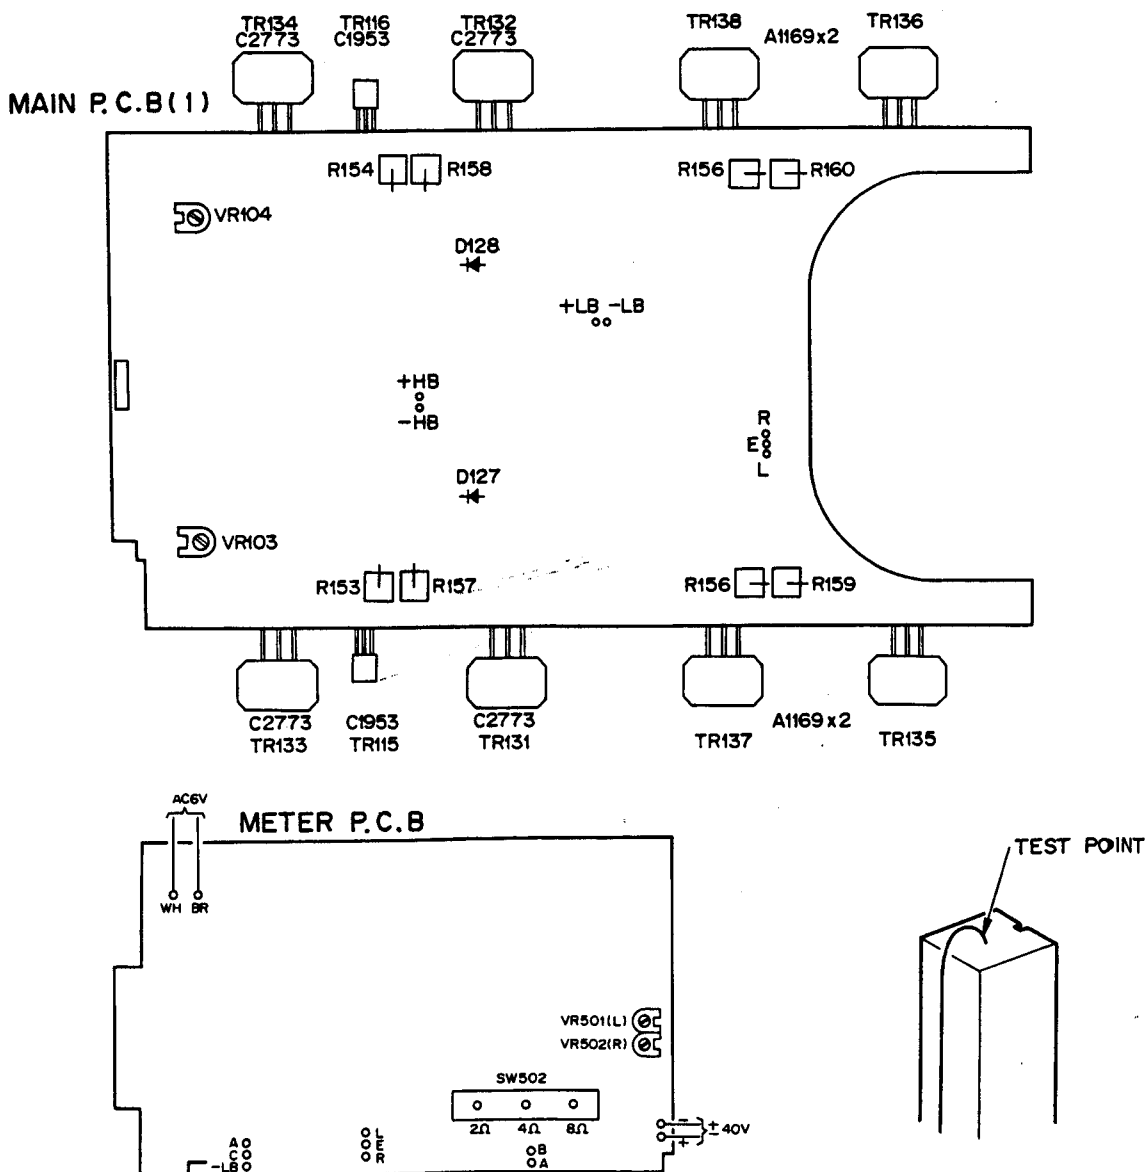 TR134
C2773
TR116
C1953
TR132
C2773
TR138
A1169x2
TR136
MAIN P.C.B(1)
R154
R158
R156
R160
VR104
D128
+LB -LB
+HB
-HB
R
E
L
D127
VR103
R153
R157
R156
R159
C2773
TR133
C1953
TR115
C2773
TR131
TR137
A1169x2
TR135
AC6V
METER P.C.B
WH BR
TEST POINT
VR501(L)
VR502(R)
SW502
2Ω 4Ω 8Ω
-
+
± 40V
A
C
-LB
L
E
R
B
A